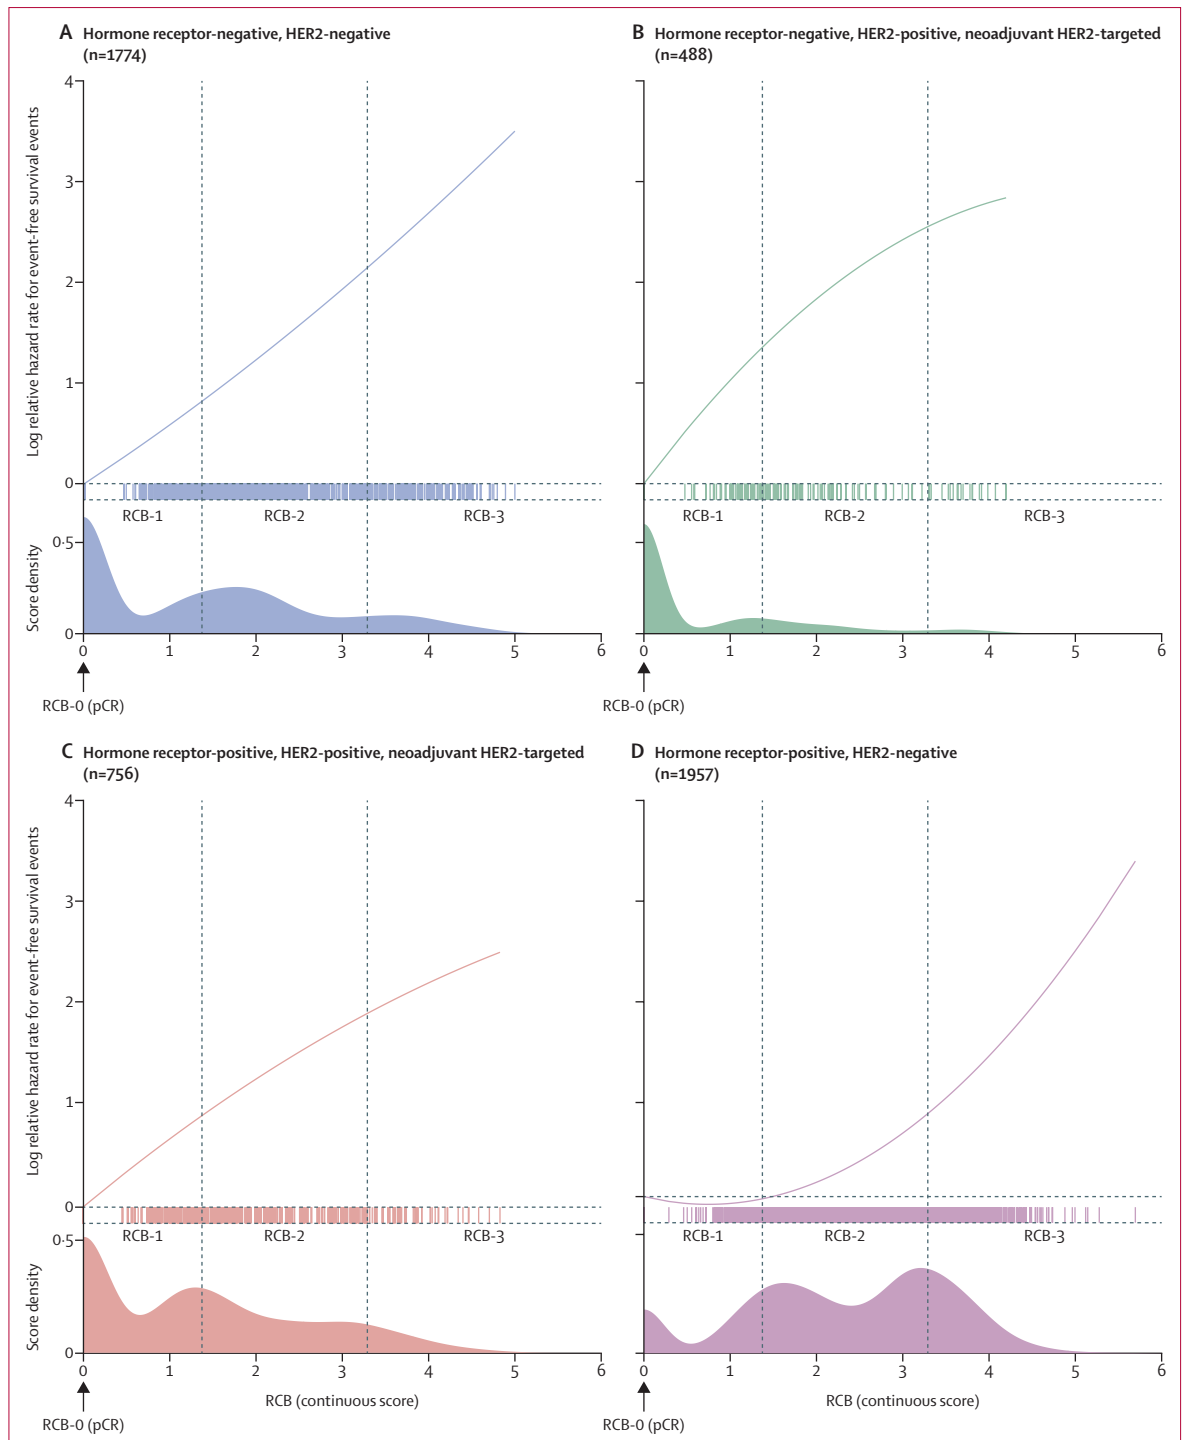 A Hormone receptor-negative, HER2-negative
(n=1774)
B Hormone receptor-negative, HER2-positive, neoadjuvant HER2-targeted
(n=488)
Log relative hazard rate for event-free survival events
4
3
2
1
0
RCB-1 RCB-2 RCB-3
RCB-1 RCB-2 RCB-3
Score density
0·5
0
0 1 2 3 4 5 6
0 1 2 3 4 5 6
RCB-0 (pCR)
RCB-0 (pCR)
C Hormone receptor-positive, HER2-positive, neoadjuvant HER2-targeted
(n=756)
D Hormone receptor-positive, HER2-negative
(n=1957)
Log relative hazard rate for event-free survival events
4
3
2
1
0
RCB-1 RCB-2 RCB-3
RCB-1 RCB-2 RCB-3
Score density
0·5
0
0 1 2 3 4 5 6
0 1 2 3 4 5 6
RCB (continuous score)
RCB (continuous score)
RCB-0 (pCR)
RCB-0 (pCR)